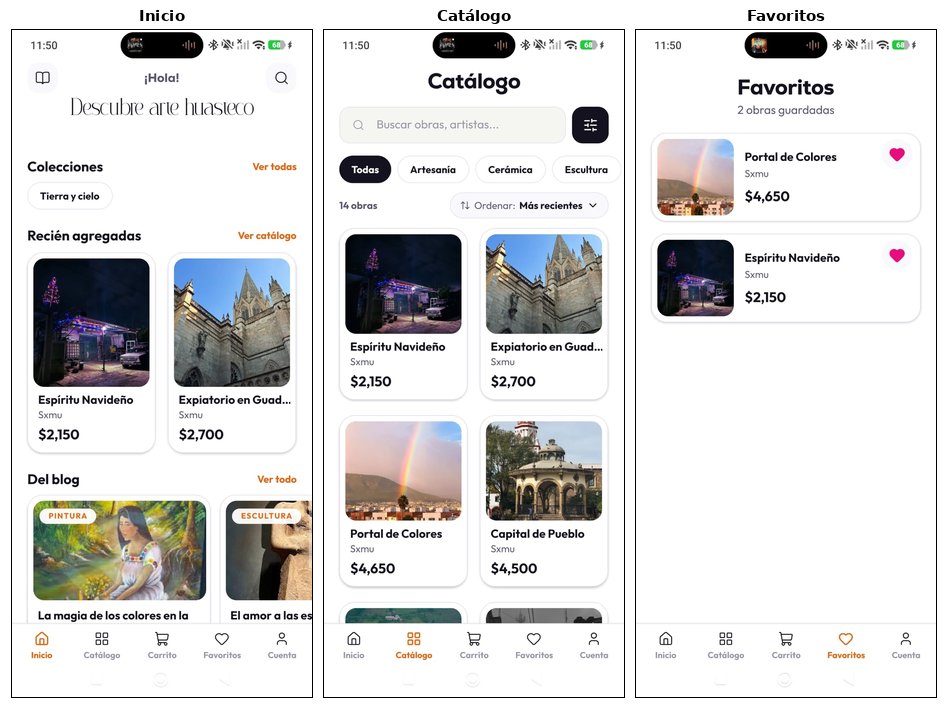 Inicio
11:50
68
¡Hola!
Descubre arte huasteco
Colecciones
Ver todas
Tierra y cielo
Recién agregadas
Ver catálogo
Espíritu Navideño
Sxmu
$2,150
Expiatorio en Guad...
Sxmu
$2,700
Del blog
Ver todo
PINTURA
ESCULTURA
La magia de los colores en la
El amor a las es
Inicio
Catálogo
Carrito
Favoritos
Cuenta
Catálogo
11:50
68
Catálogo
Buscar obras, artistas...
Todas
Artesanía
Cerámica
Escultura
14 obras
Ordenar: Más recientes
Espíritu Navideño
Sxmu
$2,150
Expiatorio en Guad...
Sxmu
$2,700
Portal de Colores
Sxmu
$4,650
Capital de Pueblo
Sxmu
$4,500
Inicio
Catálogo
Carrito
Favoritos
Cuenta
Favoritos
11:50
68
Favoritos
2 obras guardadas
Portal de Colores
Sxmu
$4,650
Espíritu Navideño
Sxmu
$2,150
Inicio
Catálogo
Carrito
Favoritos
Cuenta